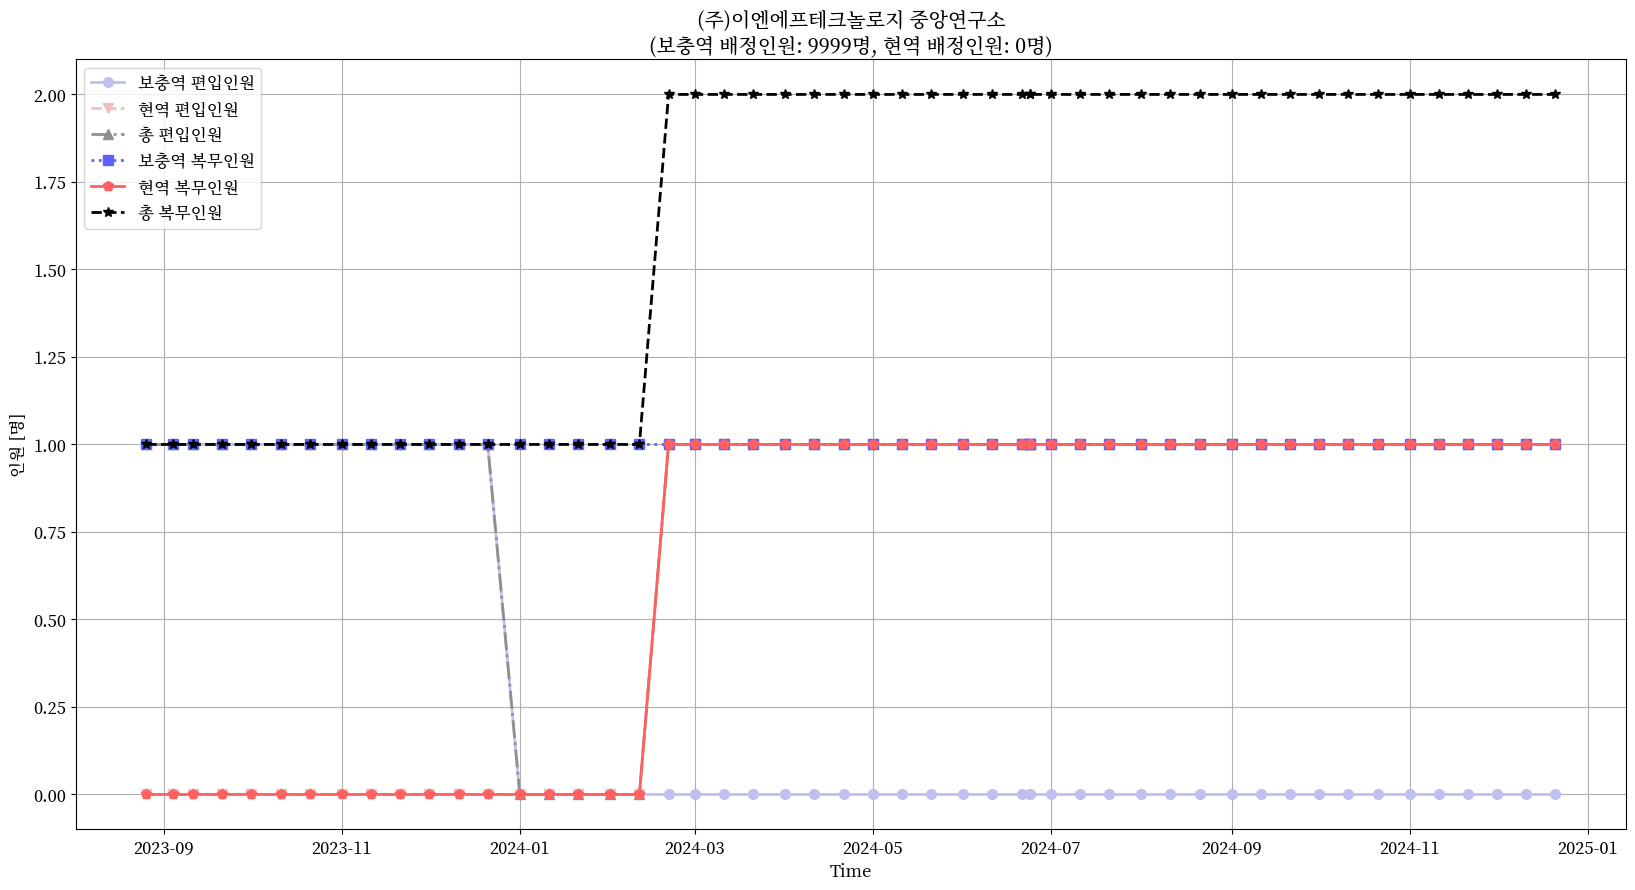 (주)이엔에프테크놀로지 중앙연구소
(보충역 배정인원: 9999명, 현역 배정인원: 0명)
보충역 편입인원
현역 편입인원
총 편입인원
보충역 복무인원
현역 복무인원
총 복무인원
2.00
1.75
1.50
1.25
1.00
0.75
0.50
0.25
0.00
인원 [명]
2023-09
2023-11
2024-01
2024-03
2024-05
2024-07
2024-09
2024-11
2025-01
Time